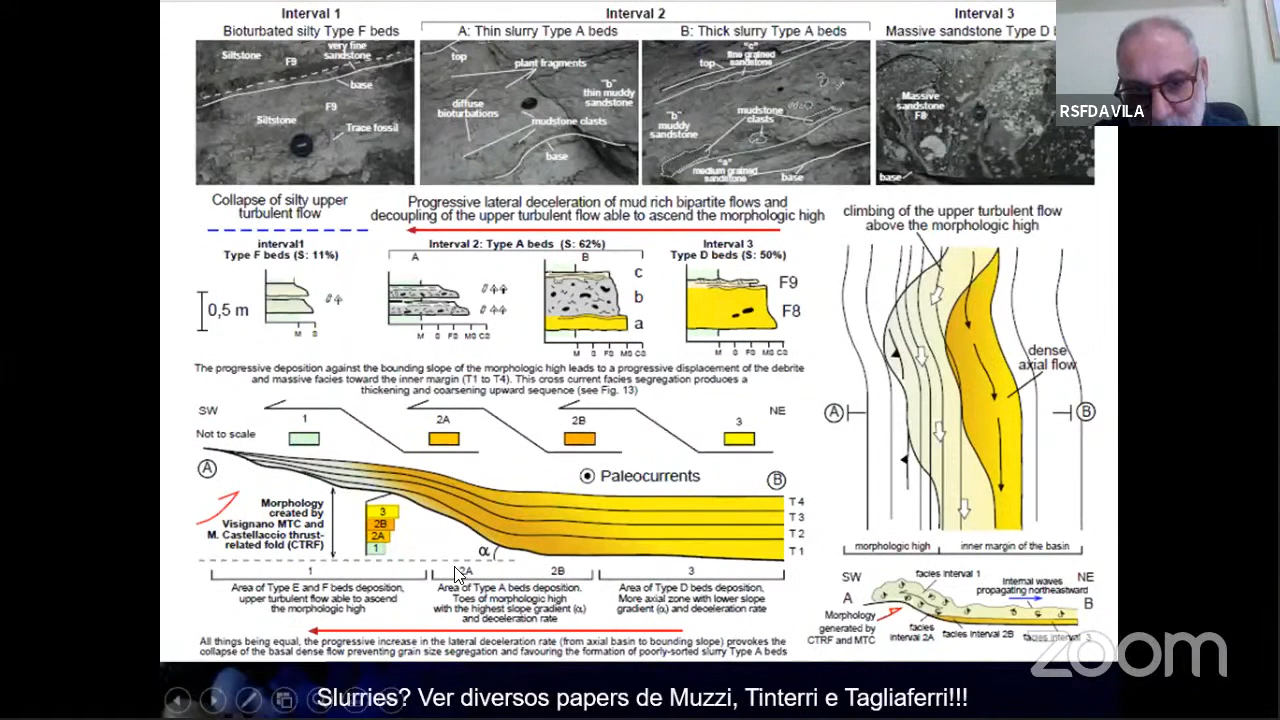 Interval 1
Interval 2
Interval 3
Bioturbated silty Type F beds
A: Thin slurry Type A beds
B: Thick slurry Type A beds
Massive sandstone Type D
Siltstone
F9
very fine
sandstone
base
F9
Siltstone
Trace fossil
top
plant fragments
"b"
thin muddy
sandstone
diffuse
bioturbations
mudstone clasts
base
"c"
fine grained
sandstone
top
mudstone
clasts
"b"
muddy
sandstone
"a"
medium grained
sandstone
base
Massive
sandstone
F8
base
RSFDAVILA
Collapse of silty upper
turbulent flow
Progressive lateral deceleration of mud rich bipartite flows and
decoupling of the upper turbulent flow able to ascend the morphologic high
climbing of the upper turbulent flow
above the morphologic high
interval1
Type F beds (S: 11%)
Interval 2: Type A beds (S: 62%)
A
B
Interval 3
Type D beds (S: 50%)
0,5 m
c
b
a
F9
F8
dense
axial flow
The progressive deposition against the bounding slope of the morphologic high leads to a progressive displacement of the debrite
and massive facies toward the inner margin (T1 to T4). This cross current facies segregation produces a
thickening and coarsening upward sequence (see Fig. 13)
SW
1
2A
2B
3
NE
Not to scale
A
B
A
Paleocurrents
B
T4
T3
T2
T1
Morphology
created by
Visignano MTC and
M. Castellaccio thrust-
related fold (CTRF)
3
2B
2A
1
α
morphologic high
inner margin of the basin
1
2A
2B
3
Area of Type E and F beds deposition,
upper turbulent flow able to ascend
the morphologic high
Area of Type A beds deposition.
Toes of morphologic high
with the highest slope gradient (α)
and deceleration rate
Area of Type D beds deposition,
More axial zone with lower slope
gradient (α) and deceleration rate
SW
facies interval 1
Internal waves
propagating northeastward
NE
A
B
Morphology
generated by
CTRF and MTC
facies
interval 2A
facies interval 2B
facies interval 3
All things being equal, the progressive increase in the lateral deceleration rate (from axial basin to bounding slope) provokes the
collapse of the basal dense flow preventing grain size segregation and favouring the formation of poorly-sorted slurry Type A beds
zoom
Slurries? Ver diversos papers de Muzzi, Tinterri e Tagliaferri!!!